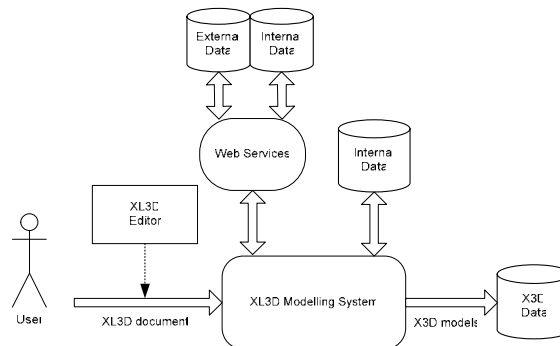 Externa Interna
Data Data
Web Services
Interna
Data
XL3D
Editor
XL3D Modelling System
X3D
Data
User
XL3D document
X3D models